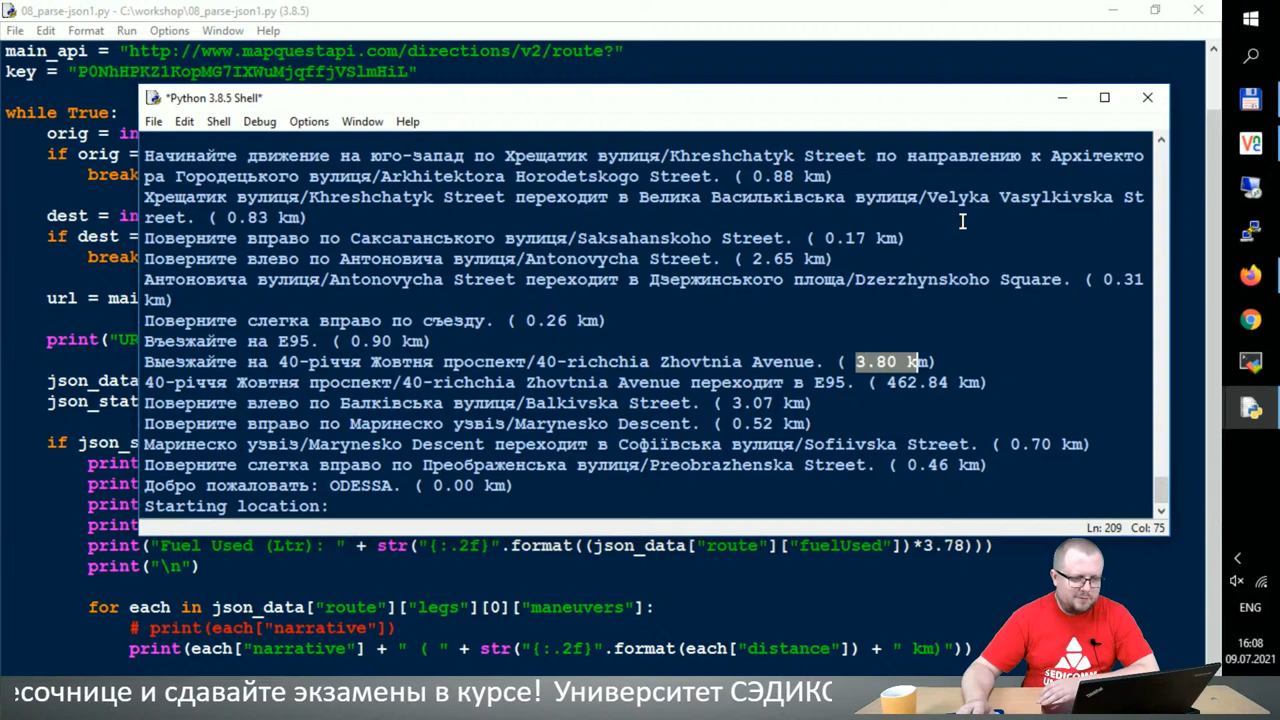 08_parse-json1.py - C:\workshop\08_parse-json1.py (3.8.5)
File Edit Format Run Options Window Help
main_api = "http://www.mapquestapi.com/directions/v2/route?"
key = "P0NhHPKZ1KopMG7IXWuMjqffjVSlmHiL"
while True:
orig = in
if orig =
break
dest = in
if dest =
break
url = mai
print("UR
json_data
json_stat
if json_s
print
print
print
print
*Python 3.8.5 Shell*
File Edit Shell Debug Options Window Help
Начинайте движение на юго-запад по Хрещатик вулиця/Khreshchatyk Street по направлению к Архітекто
ра Городецького вулиця/Arkhitektora Horodetskogo Street. ( 0.88 km)
Хрещатик вулиця/Khreshchatyk Street переходит в Велика Васильківська вулиця/Velyka Vasylkivska St
reet. ( 0.83 km)
Поверните вправо по Саксаганського вулиця/Saksahanskoho Street. ( 0.17 km)
Поверните влево по Антоновича вулиця/Antonovycha Street. ( 2.65 km)
Антоновича вулиця/Antonovycha Street переходит в Дзержинського площа/Dzerzhynskoho Square. ( 0.31
km)
Поверните слегка вправо по съезду. ( 0.26 km)
Въезжайте на E95. ( 0.90 km)
Выезжайте на 40-річчя Жовтня проспект/40-richchia Zhovtnia Avenue. ( 3.80 km)
40-річчя Жовтня проспект/40-richchia Zhovtnia Avenue переходит в E95. ( 462.84 km)
Поверните влево по Балківська вулиця/Balkivska Street. ( 3.07 km)
Поверните вправо по Маринеско узвіз/Marynesko Descent. ( 0.52 km)
Маринеско узвіз/Marynesko Descent переходит в Софіївська вулиця/Sofiivska Street. ( 0.70 km)
Поверните слегка вправо по Преображенська вулиця/Preobrazhenska Street. ( 0.46 km)
Добро пожаловать: ODESSA. ( 0.00 km)
Starting location:
Ln: 209 Col: 75
print("Fuel Used (Ltr): " + str("{:.2f}".format((json_data["route"]["fuelUsed"])*3.78)))
print("\n")
for each in json_data["route"]["legs"][0]["maneuvers"]:
# print(each["narrative"])
print(each["narrative"] + " ( " + str("{:.2f}".format(each["distance"]) + " km)"))
ENG
16:08
09.07.2021
есочнице и сдавайте экзамены в курсе! Университет СЭДИКО